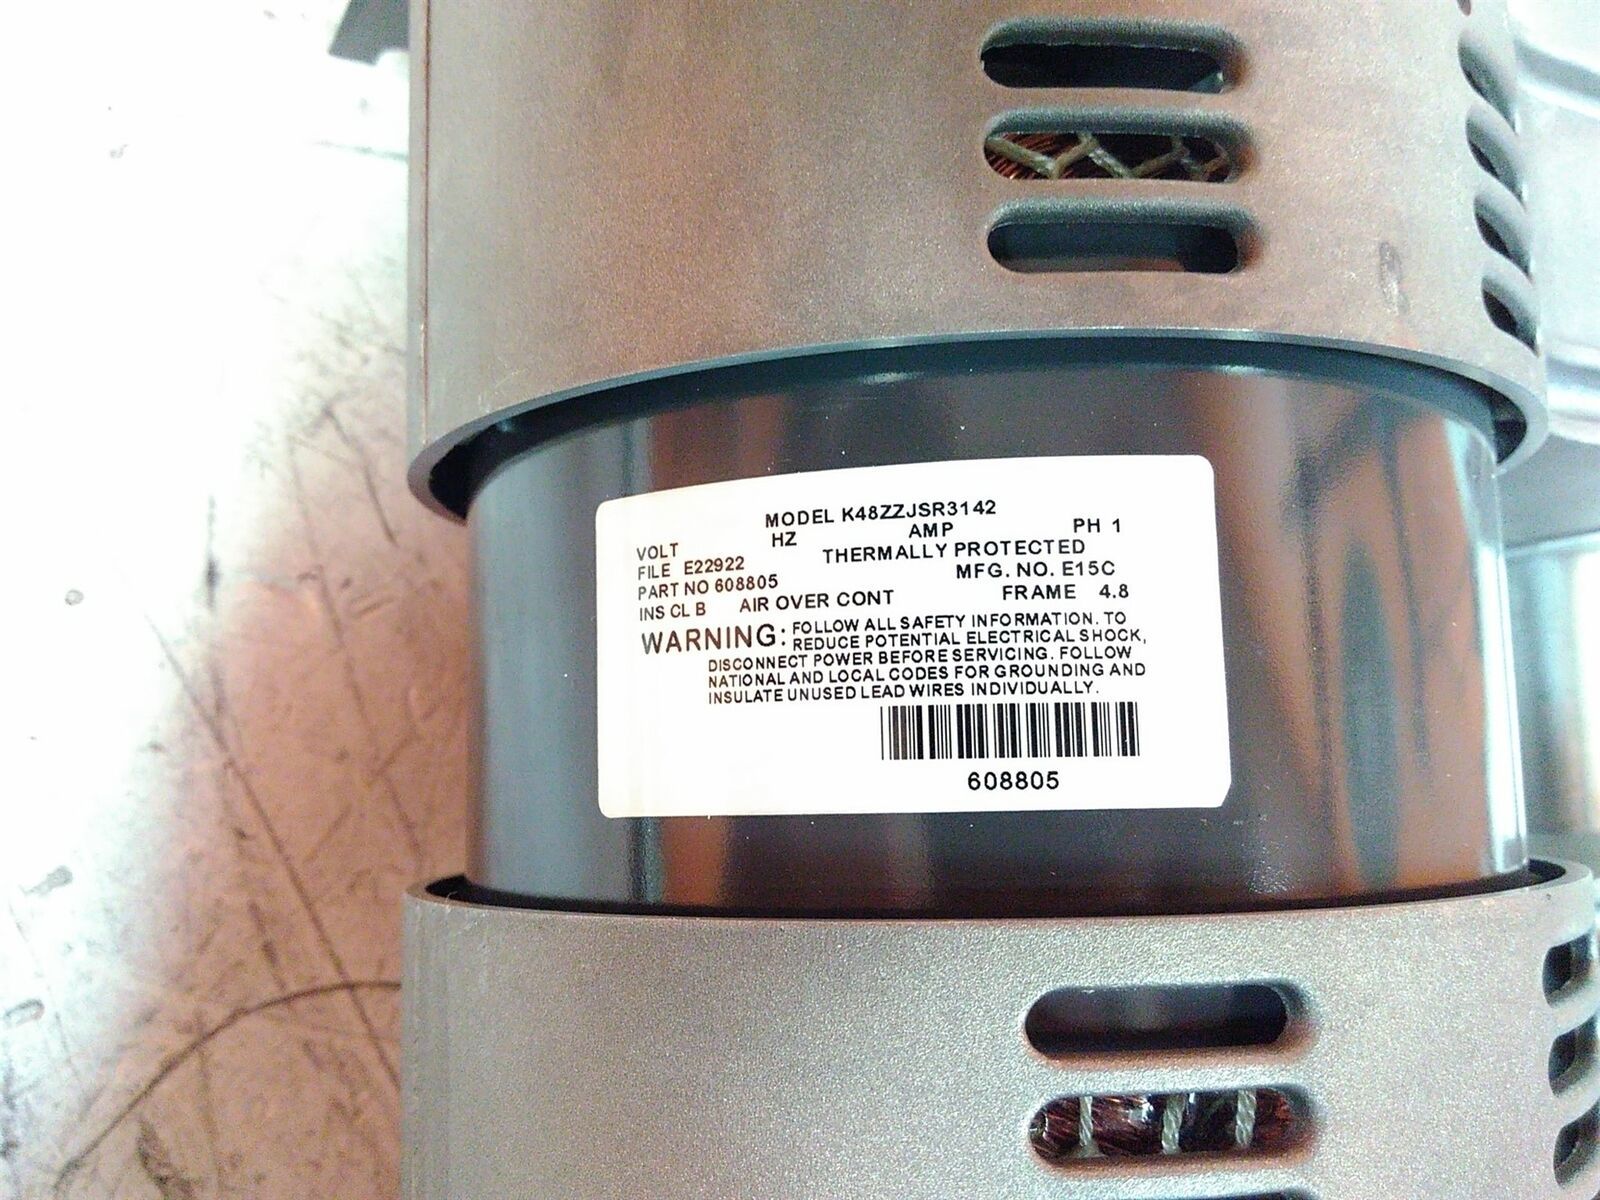 MODEL K48ZZJSR3142
VOLT HZ AMP PH 1
FILE E22922 THERMALLY PROTECTED
PART NO 608805 MFG. NO. E15C
INS CL B AIR OVER CONT FRAME 4.8
WARNING: FOLLOW ALL SAFETY INFORMATION. TO
REDUCE POTENTIAL ELECTRICAL SHOCK,
DISCONNECT POWER BEFORE SERVICING. FOLLOW
NATIONAL AND LOCAL CODES FOR GROUNDING AND
INSULATE UNUSED LEAD WIRES INDIVIDUALLY.
608805